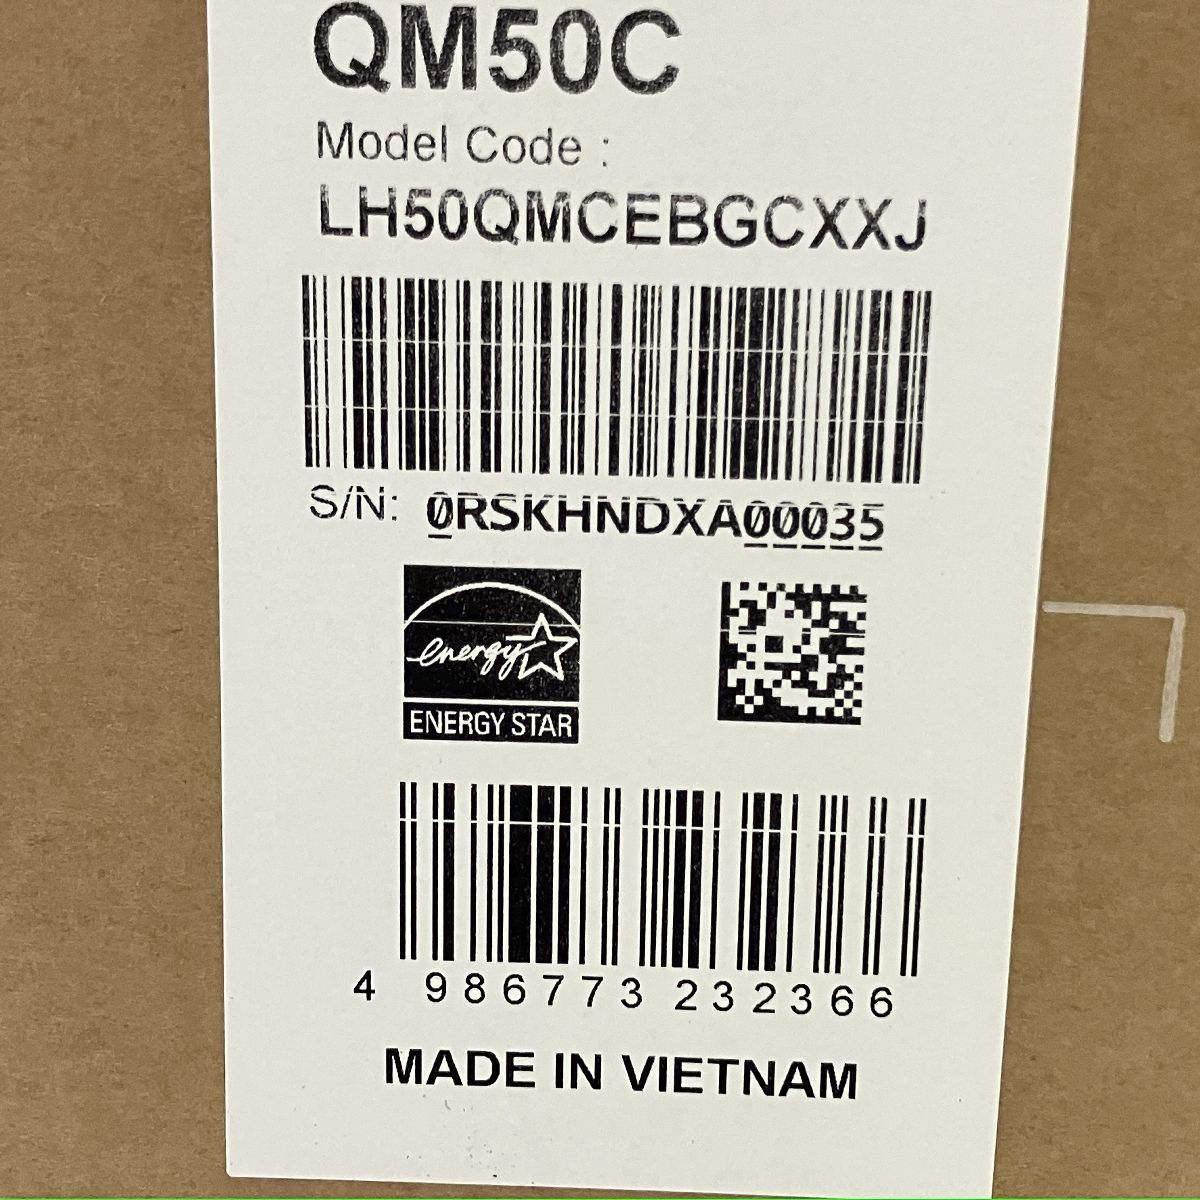 QM50C
Model Code :
LH50QMCEBGCXXJ
S/N: 0RSKHNDXA00035
energy
ENERGY STAR
4 986773 232366
MADE IN VIETNAM